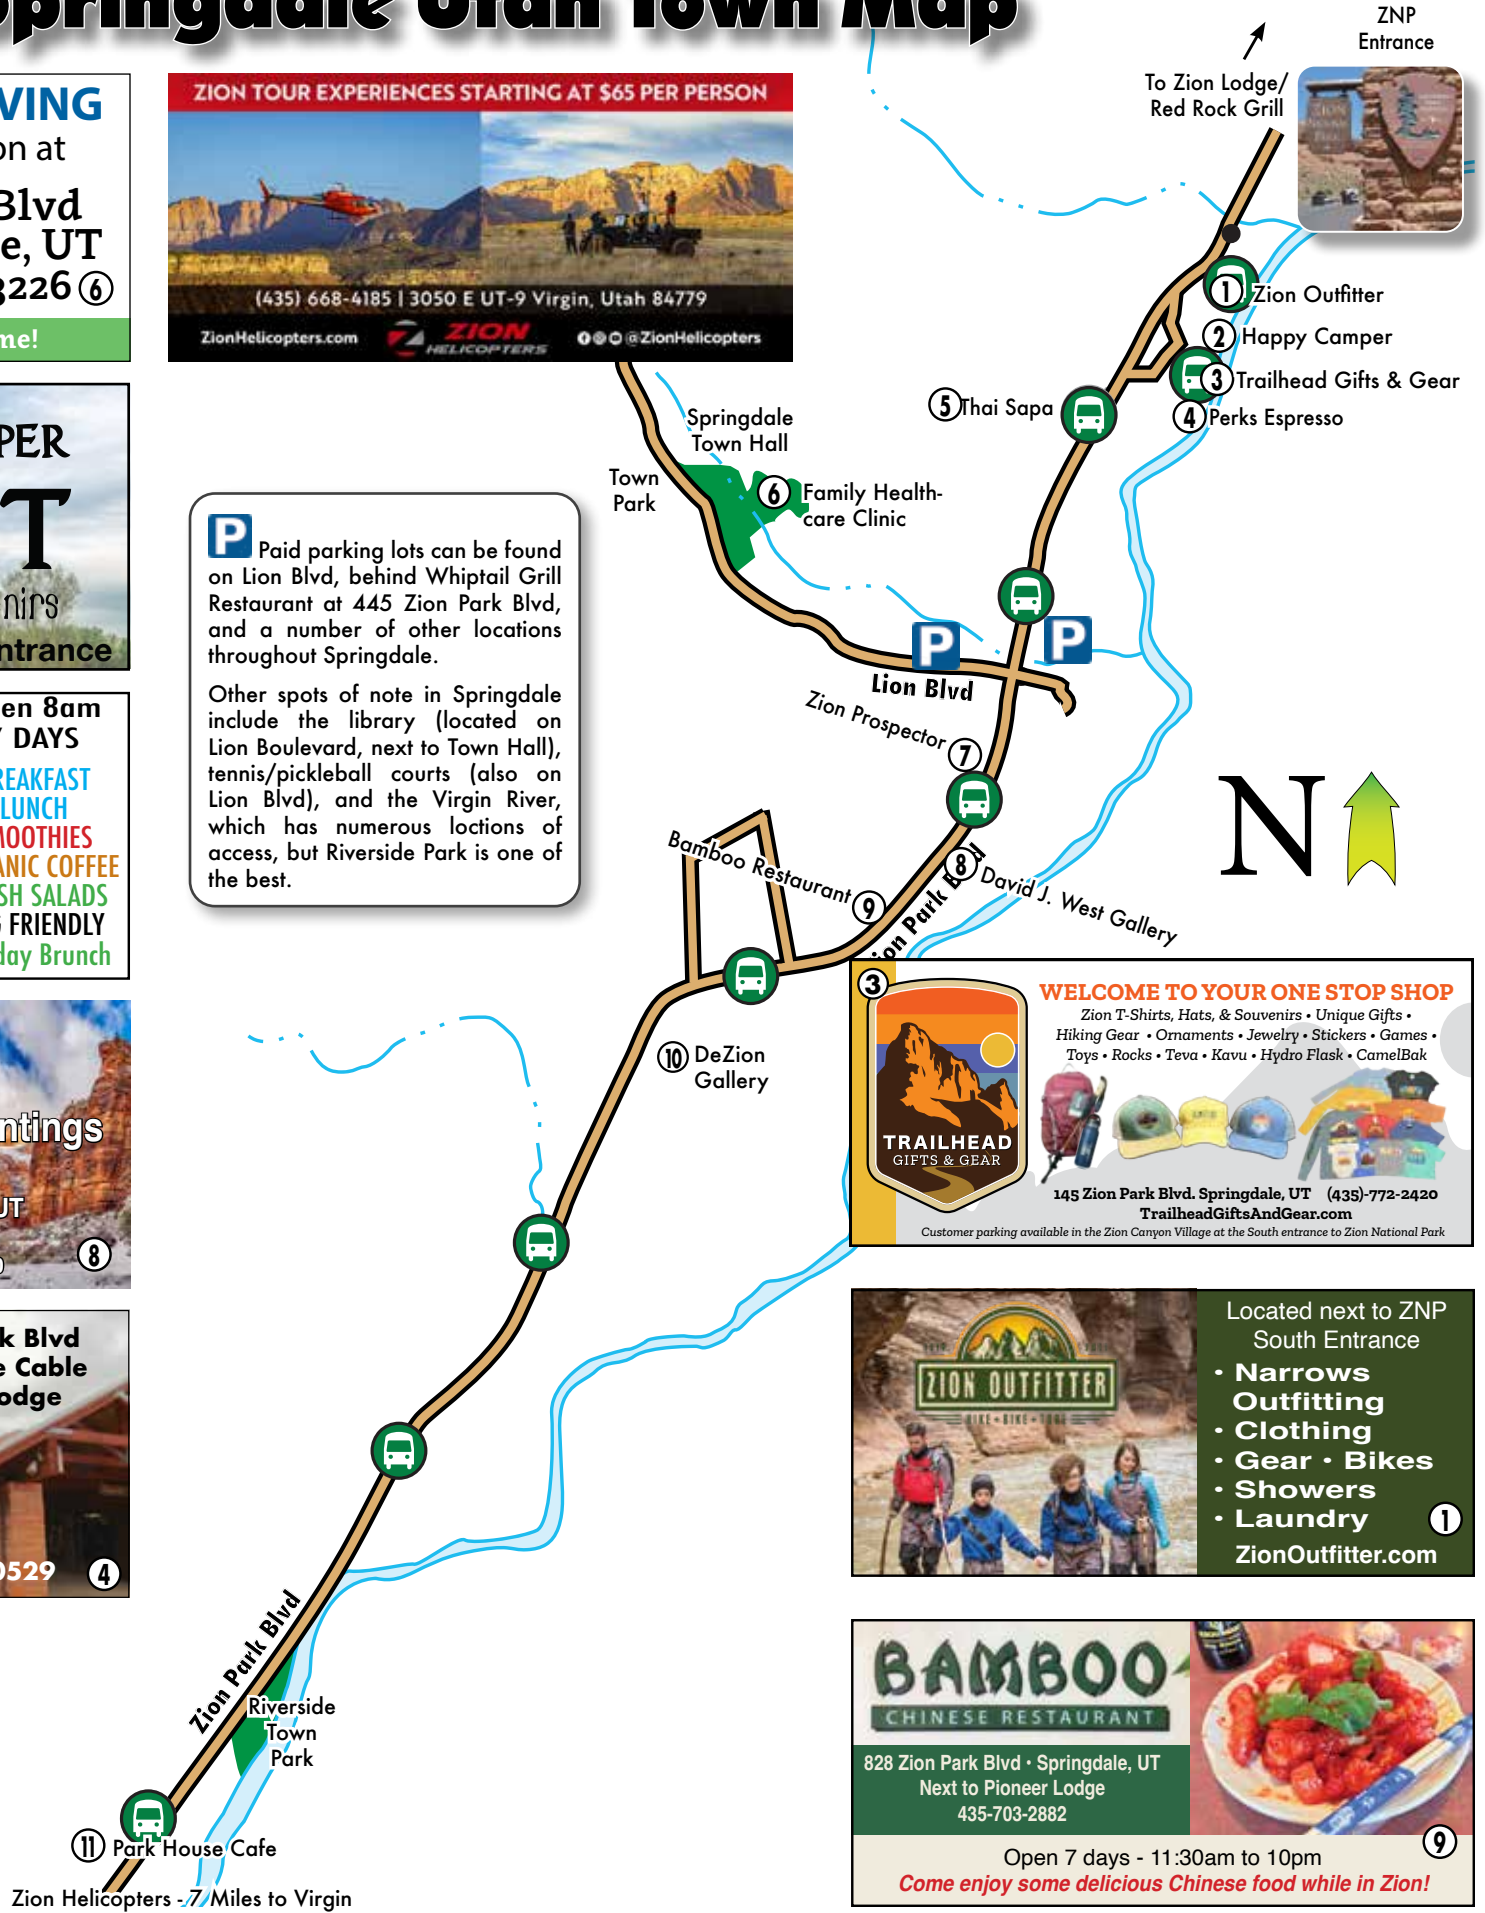 Springdale Utah Town Map
ZNP
Entrance
To Zion Lodge/
Red Rock Grill
VING
on at
Blvd
e, UT
3226 6
me!
ZION TOUR EXPERIENCES STARTING AT $65 PER PERSON
(435) 668-4185 | 3050 E UT-9 Virgin, Utah 84779
ZionHelicopters.com
ZION
HELICOPTERS
@ZionHelicopters
1 Zion Outfitter
2 Happy Camper
3 Trailhead Gifts & Gear
4 Perks Espresso
5 Thai Sapa
Springdale
Town Hall
Town
Park
6 Family Health-
care Clinic
PER
T
nirs
ntrance
P Paid parking lots can be found
on Lion Blvd, behind Whiptail Grill
Restaurant at 445 Zion Park Blvd,
and a number of other locations
throughout Springdale.
Other spots of note in Springdale
include the library (located on
Lion Boulevard, next to Town Hall),
tennis/pickleball courts (also on
Lion Blvd), and the Virgin River,
which has numerous loctions of
access, but Riverside Park is one of
the best.
P
P
Lion Blvd
Zion Prospector 7
en 8am
Y DAYS
REAKFAST
LUNCH
MOOTHIES
ANIC COFFEE
SH SALADS
G FRIENDLY
day Brunch
N
Bamboo Restaurant 9
8 David J. West Gallery
ion Park B d
10 DeZion
Gallery
ntings
UT
8
3
TRAILHEAD
GIFTS & GEAR
WELCOME TO YOUR ONE STOP SHOP
Zion T-Shirts, Hats, & Souvenirs • Unique Gifts •
Hiking Gear • Ornaments • Jewelry • Stickers • Games •
Toys • Rocks • Teva • Kavu • Hydro Flask • CamelBak
145 Zion Park Blvd. Springdale, UT (435)-772-2420
TrailheadGiftsAndGear.com
Customer parking available in the Zion Canyon Village at the South entrance to Zion National Park
k Blvd
e Cable
odge
0529 4
ZION OUTFITTER
HIKE • BIKE • TOUR
Located next to ZNP
South Entrance
• Narrows
Outfitting
• Clothing
• Gear • Bikes
• Showers
• Laundry
1
ZionOutfitter.com
Zion Park Blvd
Riverside
Town
Park
11 Park House Cafe
Zion Helicopters - 7 Miles to Virgin
BAMBOO
CHINESE RESTAURANT
828 Zion Park Blvd • Springdale, UT
Next to Pioneer Lodge
435-703-2882
9
Open 7 days - 11:30am to 10pm
Come enjoy some delicious Chinese food while in Zion!